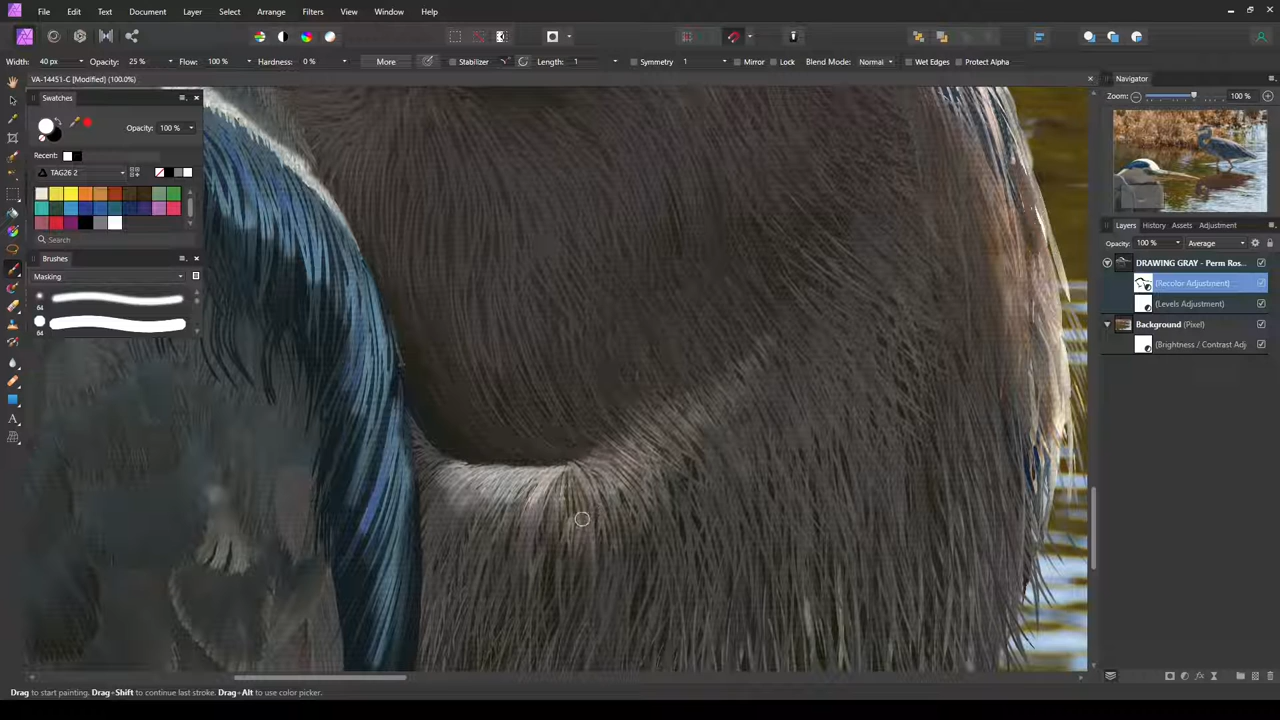 File Edit Text Document Layer Select Arrange Filters View Window Help
Width: 40 px Opacity: 25 % Flow: 100 % Hardness: 0 % More Stabilizer Length: 1 Symmetry 1 Mirror Lock Blend Mode: Normal Wet Edges Protect Alpha
VA-14451-C [Modified] (100.0%)
Swatches
Opacity: 100 %
Recent:
TAG26 2
Search
Brushes
Masking
64
64
A
Navigator
Zoom: 100 %
Layers History Assets Adjustment
Opacity: 100 % Average
DRAWING GRAY - Perm Ros...
(Recolor Adjustment)
(Levels Adjustment)
Background (Pixel)
(Brightness / Contrast Adj
Drag to start painting. Drag+Shift to continue last stroke. Drag+Alt to use color picker.